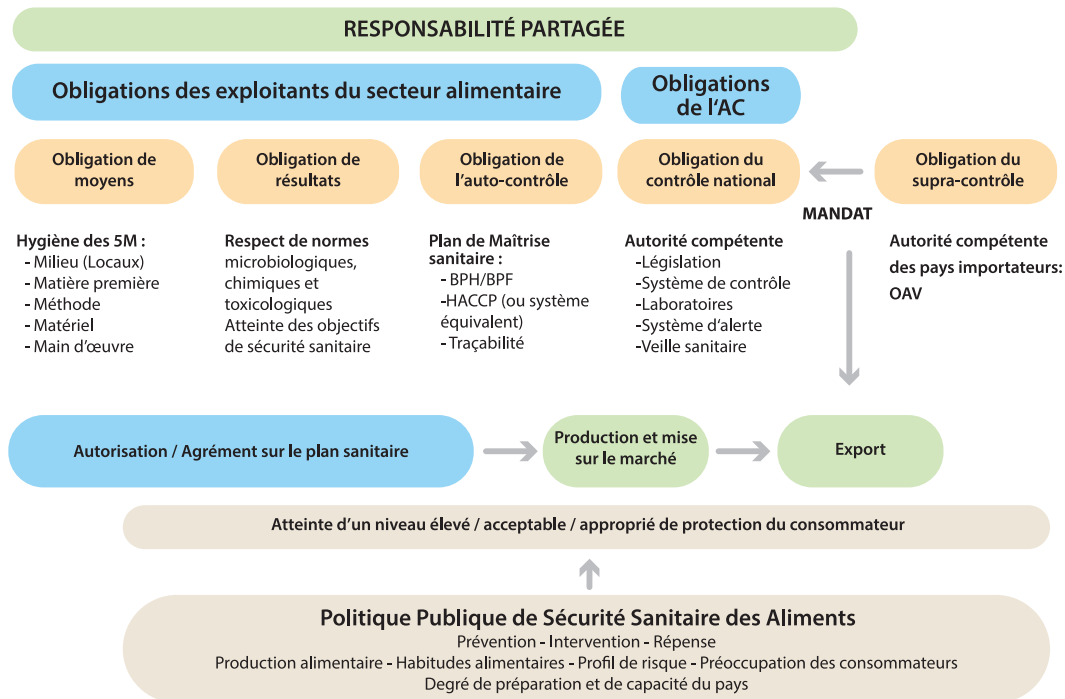 RESPONSABILITÉ PARTAGÉE
Obligations des exploitants du secteur alimentaire
Obligations
de l'AC
Obligation de
moyens
Obligation de
résultats
Obligation de
l'auto-contrôle
Obligation du
contrôle national
Obligation du
supra-contrôle
MANDAT
Hygiène des 5M :
- Milieu (Locaux)
- Matière première
- Méthode
- Matériel
- Main d'œuvre
Respect de normes
microbiologiques,
chimiques et
toxicologiques
Atteinte des objectifs
de sécurité sanitaire
Plan de Maîtrise
sanitaire :
- BPH/BPF
-HACCP (ou système
équivalent)
- Traçabilité
Autorité compétente
-Législation
-Système de contrôle
-Laboratoires
-Système d'alerte
-Veille sanitaire
Autorité compétente
des pays importateurs:
OAV
Autorisation / Agrément sur le plan sanitaire
Production et mise
sur le marché
Export
Atteinte d'un niveau élevé / acceptable / approprié de protection du consommateur
Politique Publique de Sécurité Sanitaire des Aliments
Prévention - Intervention - Répense
Production alimentaire - Habitudes alimentaires - Profil de risque - Préoccupation des consommateurs
Degré de préparation et de capacité du pays